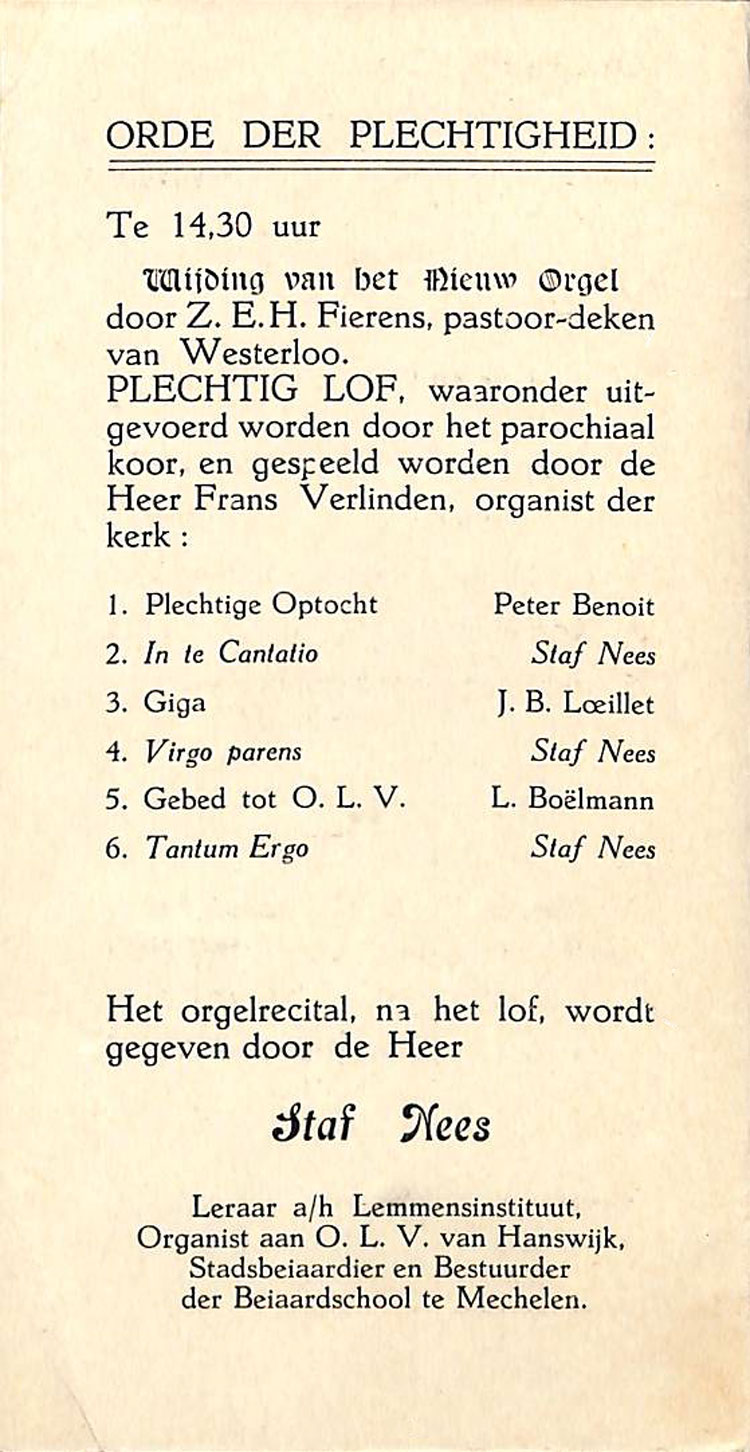 ORDE DER PLECHTIGHEID :
Te 14,30 uur
Wijding van het Nieuw Orgel
door Z. E. H. Fierens, pastoor-deken
van Westerloo.
PLECHTIG LOF, waaronder uit-
gevoerd worden door het parochiaal
koor, en gespeeld worden door de
Heer Frans Verlinden, organist der
kerk :
1. Plechtige Optocht Peter Benoit
2. In te Cantatio Staf Nees
3. Giga J. B. Lœillet
4. Virgo parens Staf Nees
5. Gebed tot O. L. V. L. Boëlmann
6. Tantum Ergo Staf Nees
Het orgelrecital, na het lof, wordt
gegeven door de Heer
Staf Nees
Leraar a/h Lemmensinstituut,
Organist aan O. L. V. van Hanswijk,
Stadsbeiaardier en Bestuurder
der Beiaardschool te Mechelen.